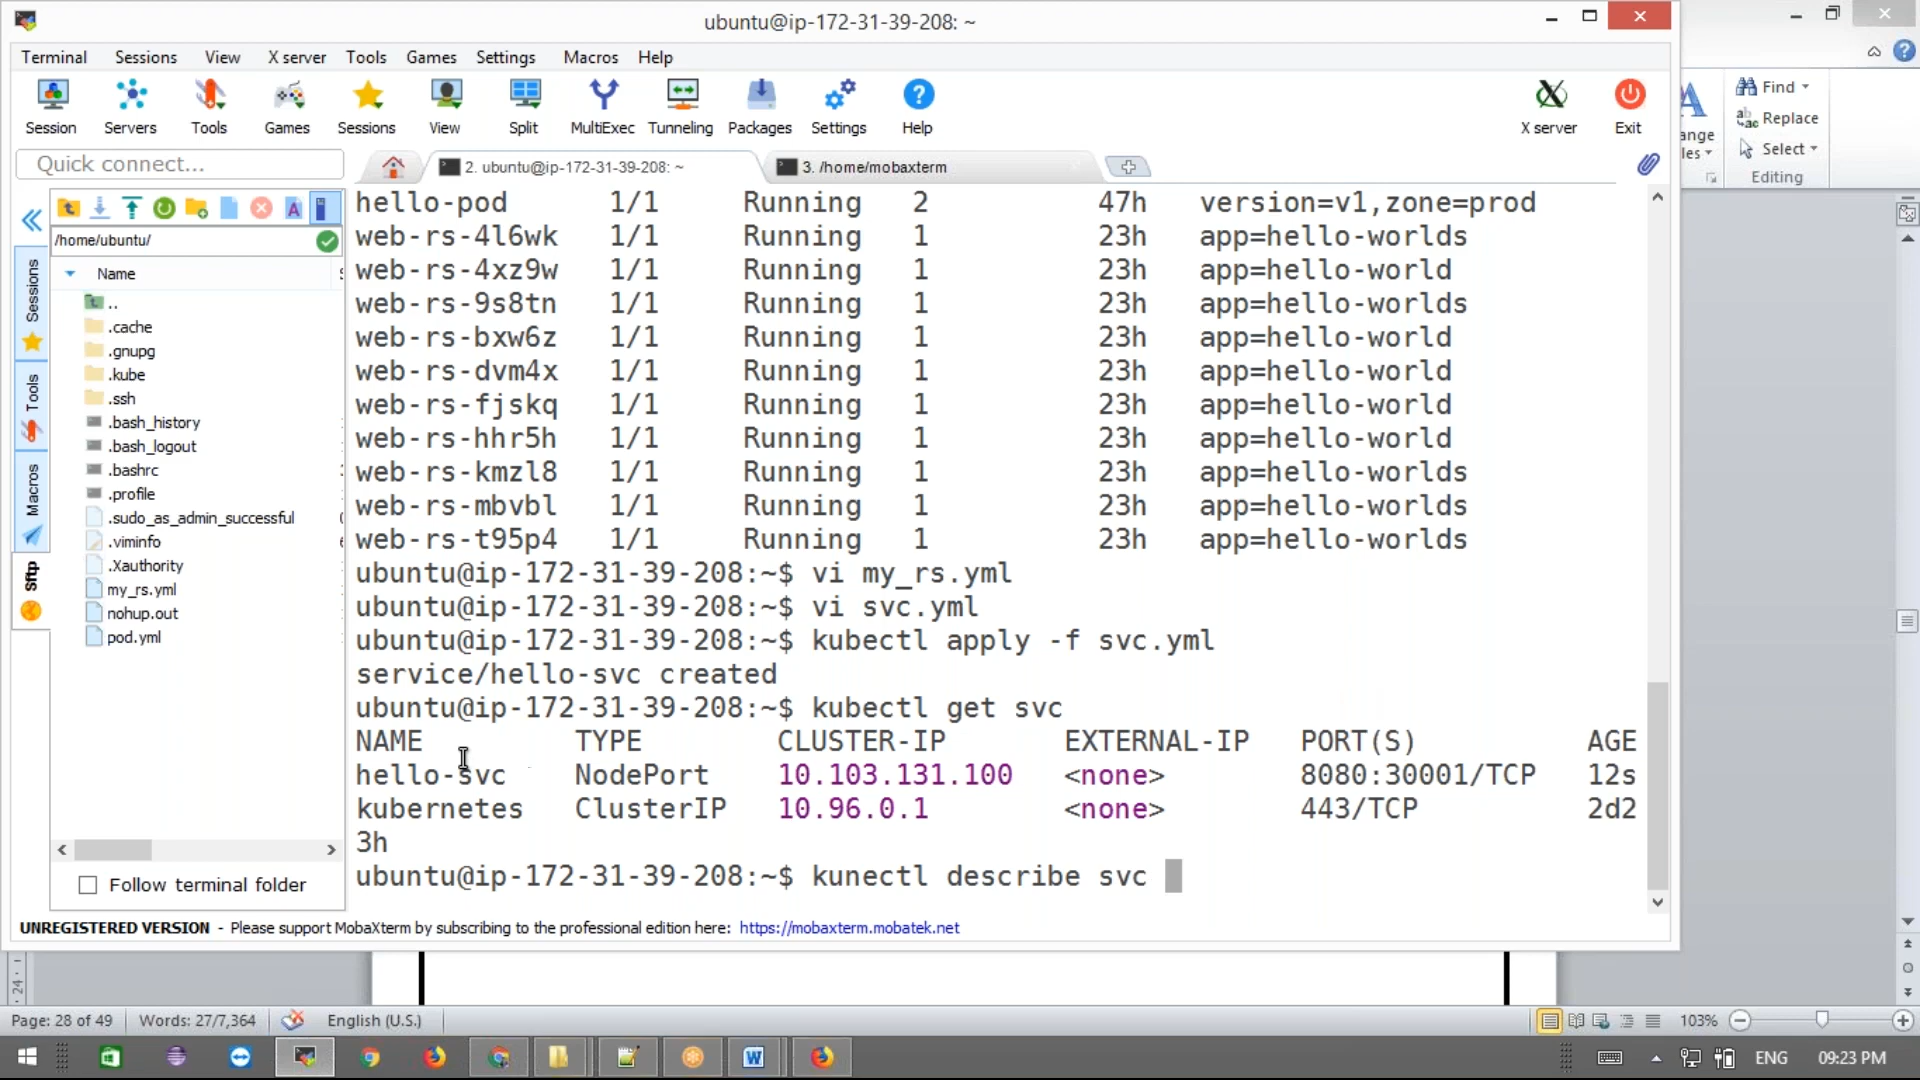 ubuntu@ip-172-31-39-208: ~
Terminal Sessions View X server Tools Games Settings Macros Help
Session Servers Tools Games Sessions View Split MultiExec Tunneling Packages Settings Help X server Exit
Find
Replace
Select
Editing
Quick connect...
2. ubuntu@ip-172-31-39-208: ~
3. /home/mobaxterm
/home/ubuntu/
Name
..
.cache
.gnupg
.kube
.ssh
.bash_history
.bash_logout
.bashrc
.profile
.sudo_as_admin_successful
.viminfo
.Xauthority
my_rs.yml
nohup.out
pod.yml
Sessions
Tools
Macros
Sftp
Follow terminal folder
hello-pod 1/1 Running 2 47h version=v1,zone=prod
web-rs-4l6wk 1/1 Running 1 23h app=hello-worlds
web-rs-4xz9w 1/1 Running 1 23h app=hello-world
web-rs-9s8tn 1/1 Running 1 23h app=hello-worlds
web-rs-bxw6z 1/1 Running 1 23h app=hello-world
web-rs-dvm4x 1/1 Running 1 23h app=hello-world
web-rs-fjskq 1/1 Running 1 23h app=hello-world
web-rs-hhr5h 1/1 Running 1 23h app=hello-world
web-rs-kmzl8 1/1 Running 1 23h app=hello-worlds
web-rs-mbvbl 1/1 Running 1 23h app=hello-worlds
web-rs-t95p4 1/1 Running 1 23h app=hello-worlds
ubuntu@ip-172-31-39-208:~$ vi my_rs.yml
ubuntu@ip-172-31-39-208:~$ vi svc.yml
ubuntu@ip-172-31-39-208:~$ kubectl apply -f svc.yml
service/hello-svc created
ubuntu@ip-172-31-39-208:~$ kubectl get svc
NAME TYPE CLUSTER-IP EXTERNAL-IP PORT(S) AGE
hello-svc NodePort 10.103.131.100 <none> 8080:30001/TCP 12s
kubernetes ClusterIP 10.96.0.1 <none> 443/TCP 2d2
3h
ubuntu@ip-172-31-39-208:~$ kunectl describe svc
UNREGISTERED VERSION - Please support MobaXterm by subscribing to the professional edition here: https://mobaxterm.mobatek.net
Page: 28 of 49 Words: 27/7,364 English (U.S.) 103%
ENG 09:23 PM